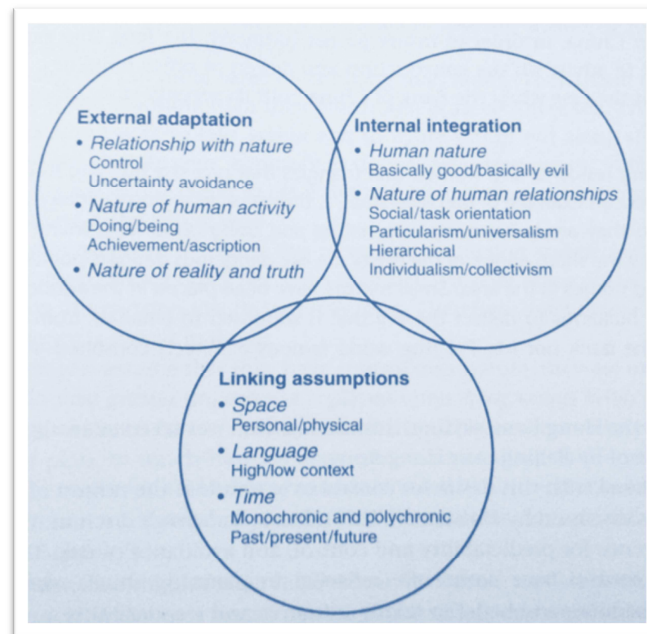 External adaptation
• Relationship with nature
Control
Uncertainty avoidance
• Nature of human activity
Doing/being
Achievement/ascription
• Nature of reality and truth
Internal integration
• Human nature
Basically good/basically evil
• Nature of human relationships
Social/task orientation
Particularism/universalism
Hierarchical
Individualism/collectivism
Linking assumptions
• Space
Personal/physical
• Language
High/low context
• Time
Monochronic and polychronic
Past/present/future